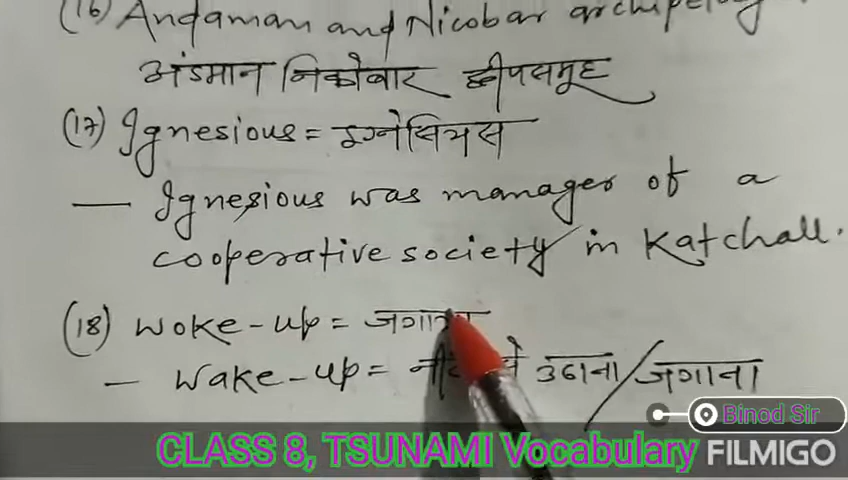 (16) Andaman and Nicobar
अंडमान निकोबार द्वीपसमूह
(17) Ignesious = इग्नेसियस
— Ignesious was manager of a
cooperative society in Katchall.
(18) woke-up = जगाना
— wake-up = उठाना/जगाना
Binod Sir
CLASS 8, TSUNAMI Vocabulary FILMIGO